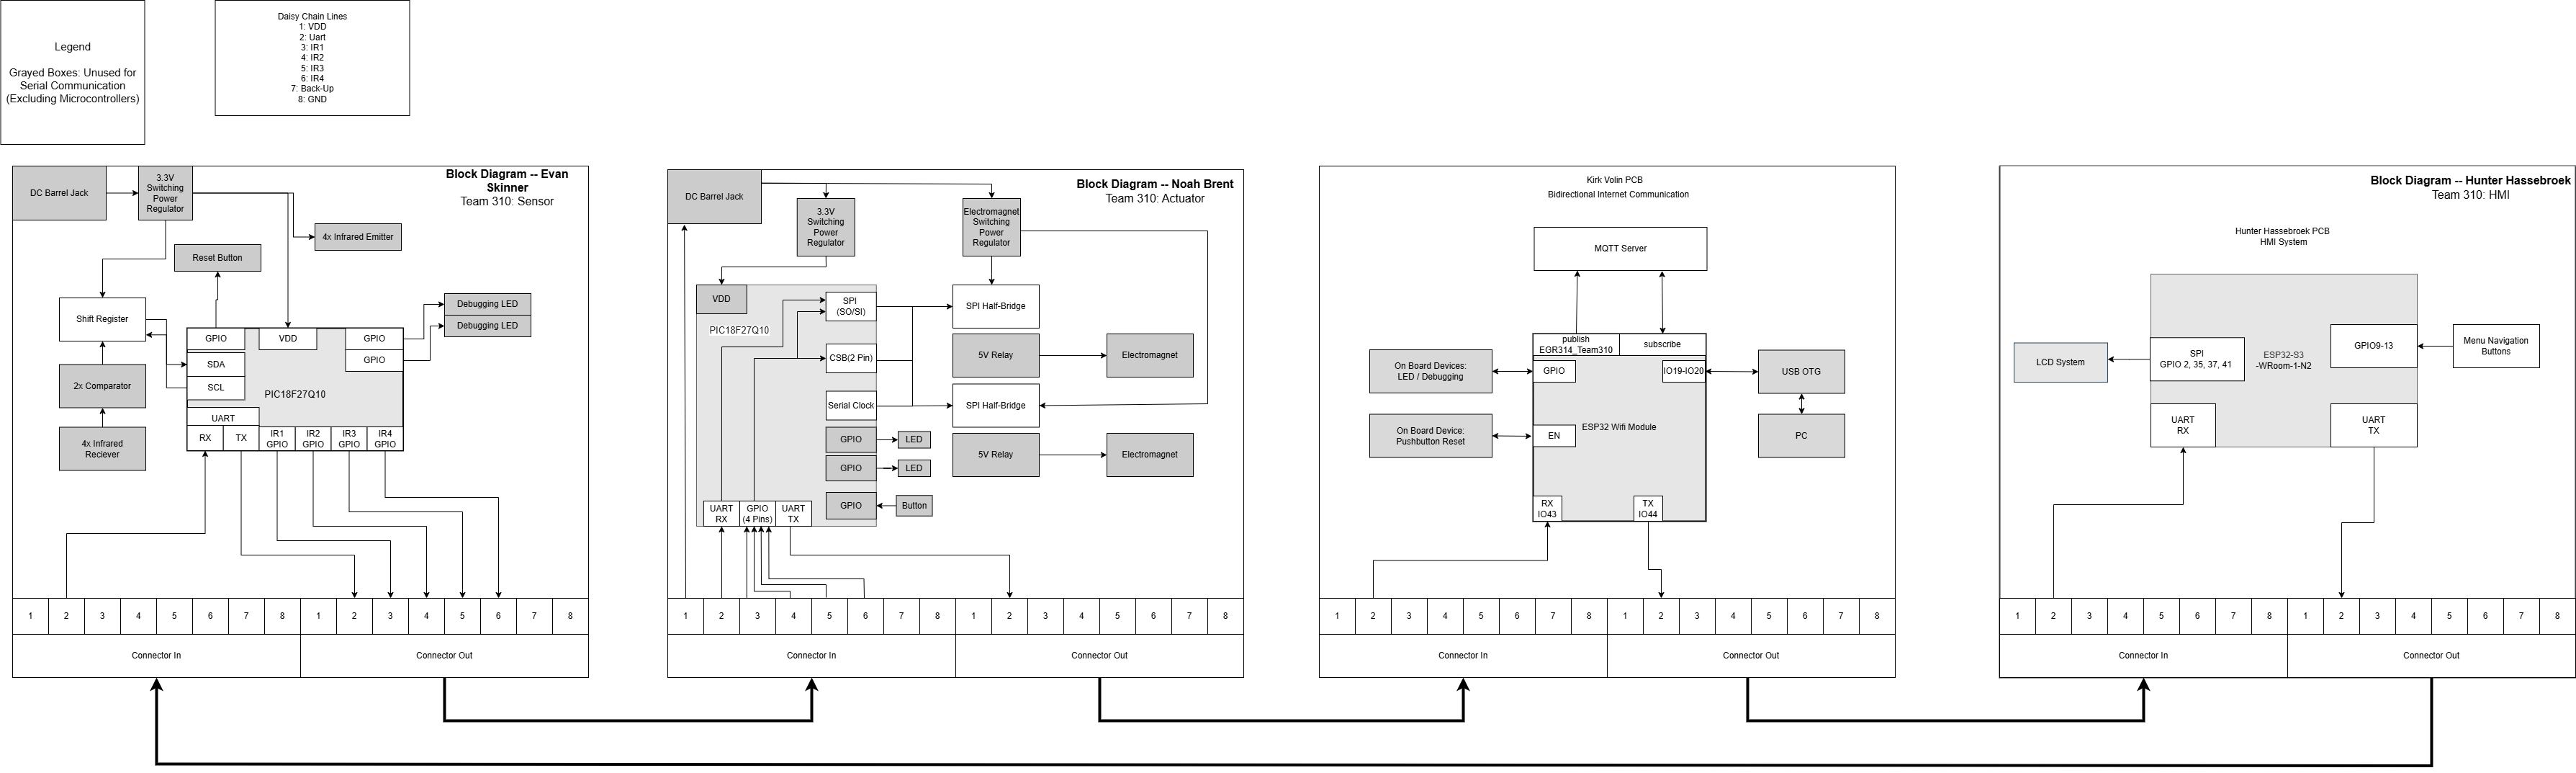 Legend
Grayed Boxes: Unused for
Serial Communication
(Excluding Microcontrollers)
Daisy Chain Lines
1: VDD
2: Uart
3: IR1
4: IR2
5: IR3
6: IR4
7: Back-Up
8: GND
Block Diagram -- Evan
Skinner
Team 310: Sensor
DC Barrel Jack
3.3V
Switching
Power
Regulator
4x Infrared Emitter
Reset Button
Debugging LED
Debugging LED
Shift Register
GPIO
VDD
GPIO
GPIO
SDA
SCL
2x Comparator
PIC18F27Q10
UART
RX
TX
IR1
GPIO
IR2
GPIO
IR3
GPIO
IR4
GPIO
4x Infrared
Reciever
1 2 3 4 5 6 7 8 1 2 3 4 5 6 7 8
Connector In
Connector Out
Block Diagram -- Noah Brent
Team 310: Actuator
DC Barrel Jack
3.3V
Switching
Power
Regulator
Electromagnet
Switching
Power
Regulator
VDD
PIC18F27Q10
SPI
(SO/SI)
SPI Half-Bridge
CSB(2 Pin)
5V Relay
Electromagnet
Serial Clock
SPI Half-Bridge
GPIO
LED
GPIO
LED
5V Relay
Electromagnet
GPIO
Button
UART
RX
GPIO
(4 Pins)
UART
TX
1 2 3 4 5 6 7 8 1 2 3 4 5 6 7 8
Connector In
Connector Out
Kirk Volin PCB
Bidirectional Internet Communication
MQTT Server
publish
EGR314_Team310
subscribe
On Board Devices:
LED / Debugging
GPIO
IO19-IO20
USB OTG
On Board Device:
Pushbutton Reset
EN
ESP32 Wifi Module
PC
RX
IO43
TX
IO44
1 2 3 4 5 6 7 8 1 2 3 4 5 6 7 8
Connector In
Connector Out
Block Diagram -- Hunter Hassebroek
Team 310: HMI
Hunter Hassebroek PCB
HMI System
LCD System
SPI
GPIO 2, 35, 37, 41
ESP32-S3
-WRoom-1-N2
GPIO9-13
Menu Navigation
Buttons
UART
RX
UART
TX
1 2 3 4 5 6 7 8 1 2 3 4 5 6 7 8
Connector In
Connector Out